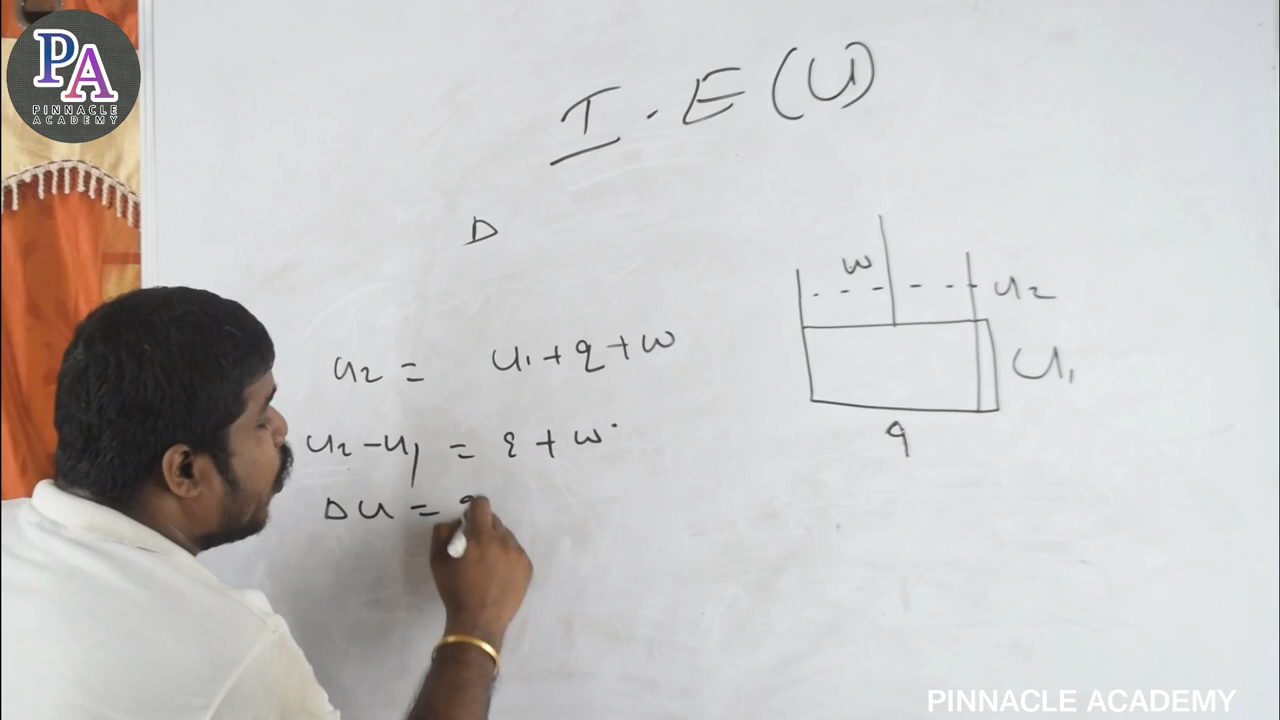 PA
PINNACLE
ACADEMY
I.E (U)
D
w
u2
u2 = u1 + q + w
U1
u2 - u1 = q + w
q
Δu = q
PINNACLE ACADEMY